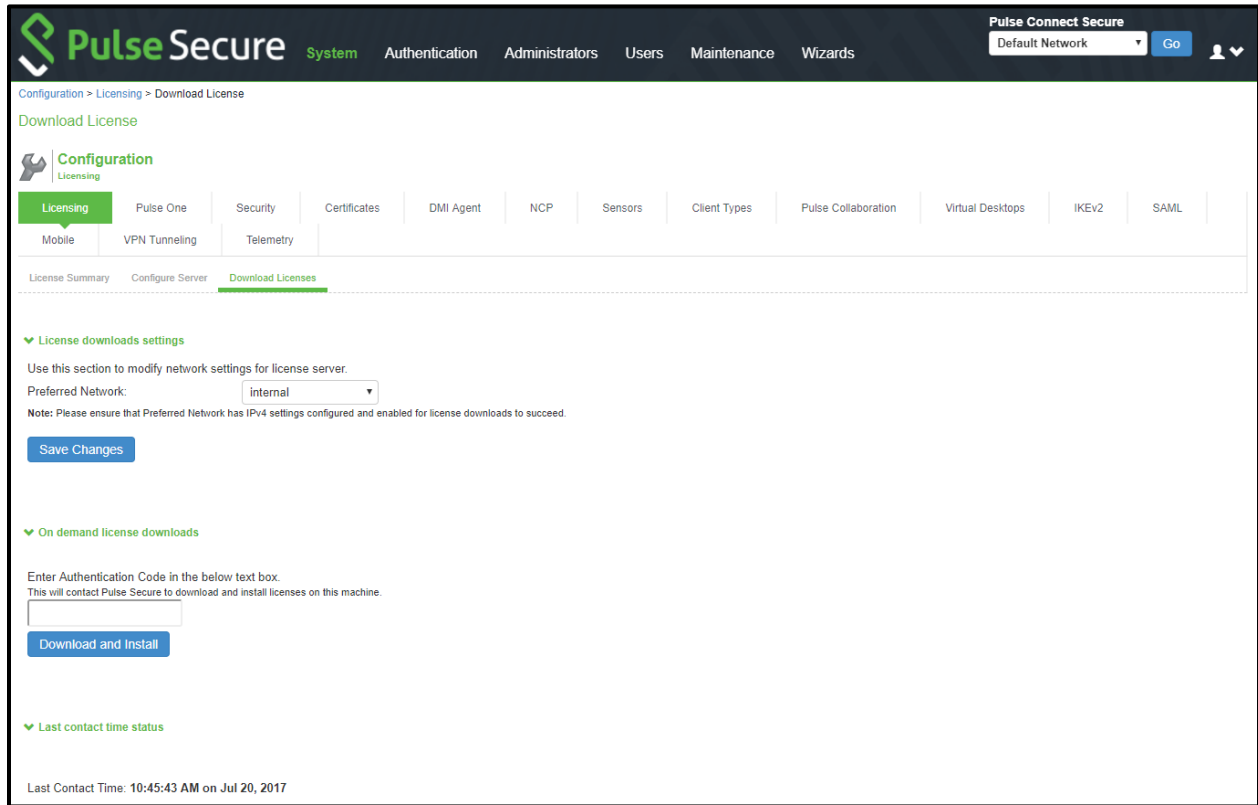 Pulse Secure System Authentication Administrators Users Maintenance Wizards
Pulse Connect Secure
Default Network Go
Configuration > Licensing > Download License
Download License
Configuration
Licensing
Licensing Pulse One Security Certificates DMI Agent NCP Sensors Client Types Pulse Collaboration Virtual Desktops IKEv2 SAML
Mobile VPN Tunneling Telemetry
License Summary Configure Server Download Licenses
License downloads settings
Use this section to modify network settings for license server.
Preferred Network: internal
Note: Please ensure that Preferred Network has IPv4 settings configured and enabled for license downloads to succeed.
Save Changes
On demand license downloads
Enter Authentication Code in the below text box.
This will contact Pulse Secure to download and install licenses on this machine.
Download and Install
Last contact time status
Last Contact Time: 10:45:43 AM on Jul 20, 2017